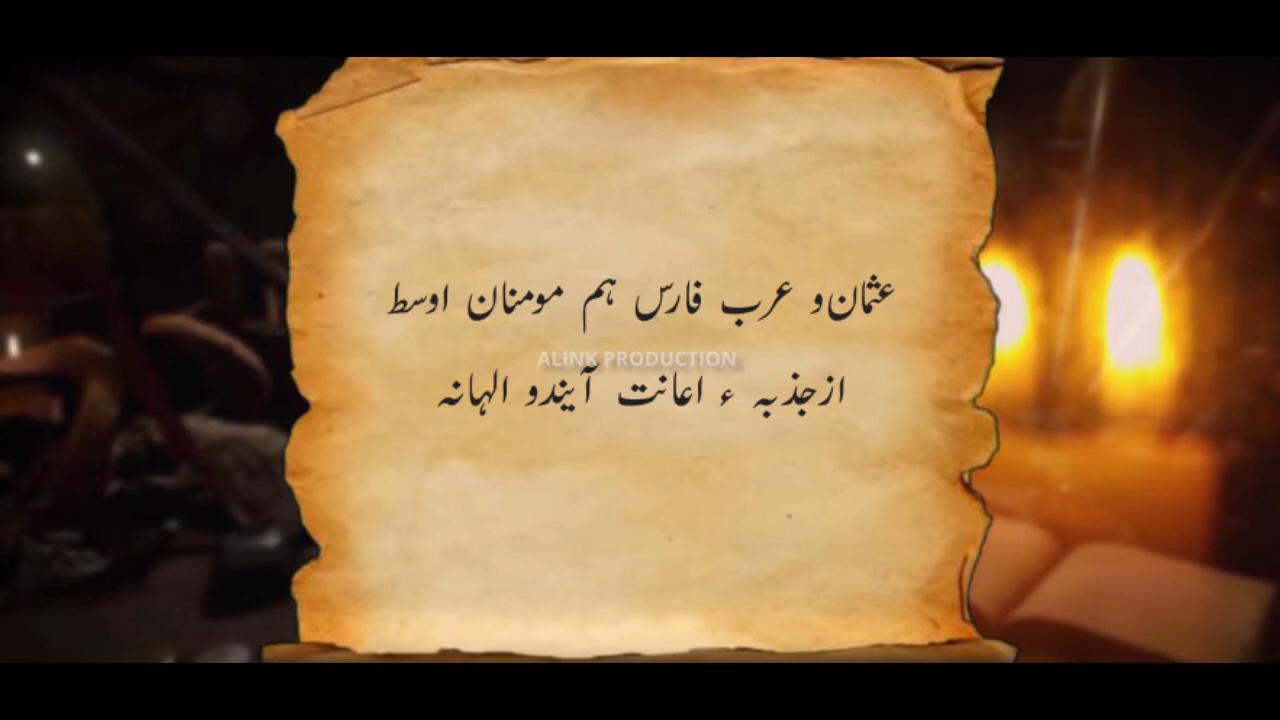 عثمان و عرب فارس ہم مومنان اوسط
ALINK PRODUCTION
ازجذبہ ء اعانت آیندو الہانہ